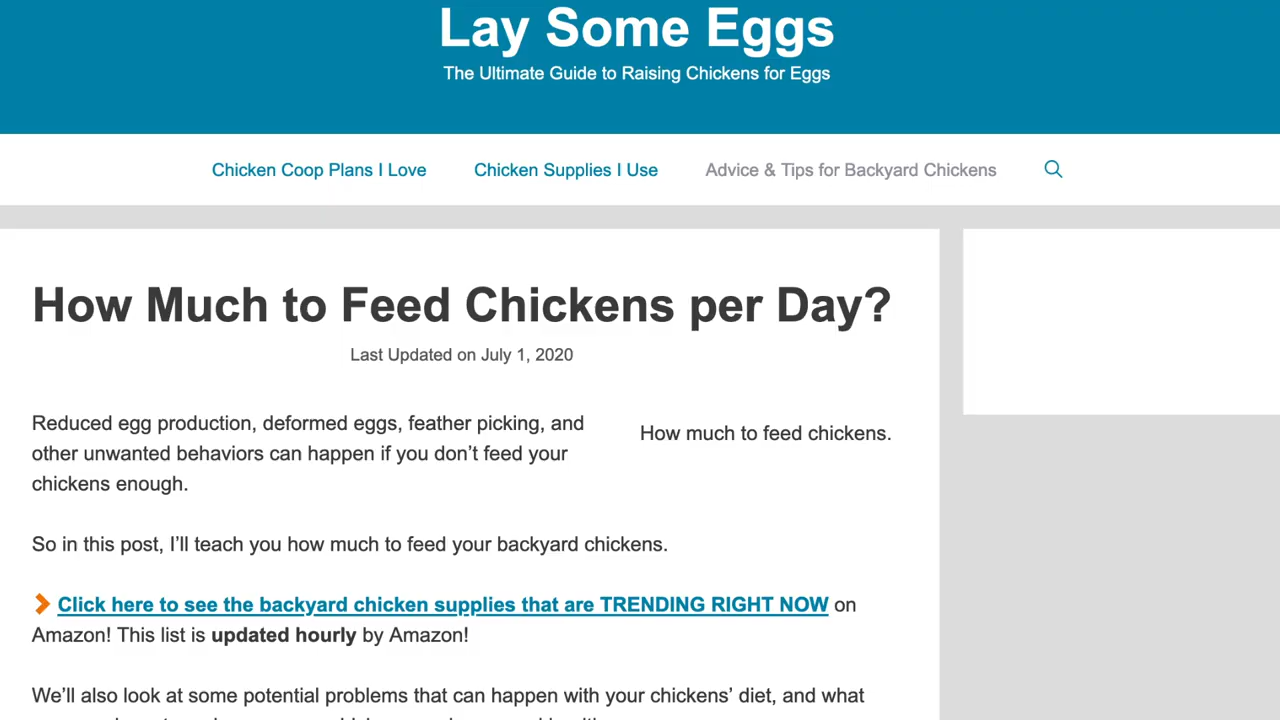 Lay Some Eggs
The Ultimate Guide to Raising Chickens for Eggs
Chicken Coop Plans I Love
Chicken Supplies I Use
Advice & Tips for Backyard Chickens
How Much to Feed Chickens per Day?
Last Updated on July 1, 2020
Reduced egg production, deformed eggs, feather picking, and
other unwanted behaviors can happen if you don’t feed your
chickens enough.
How much to feed chickens.
So in this post, I’ll teach you how much to feed your backyard chickens.
Click here to see the backyard chicken supplies that are TRENDING RIGHT NOW on
Amazon! This list is updated hourly by Amazon!
We’ll also look at some potential problems that can happen with your chickens’ diet, and what